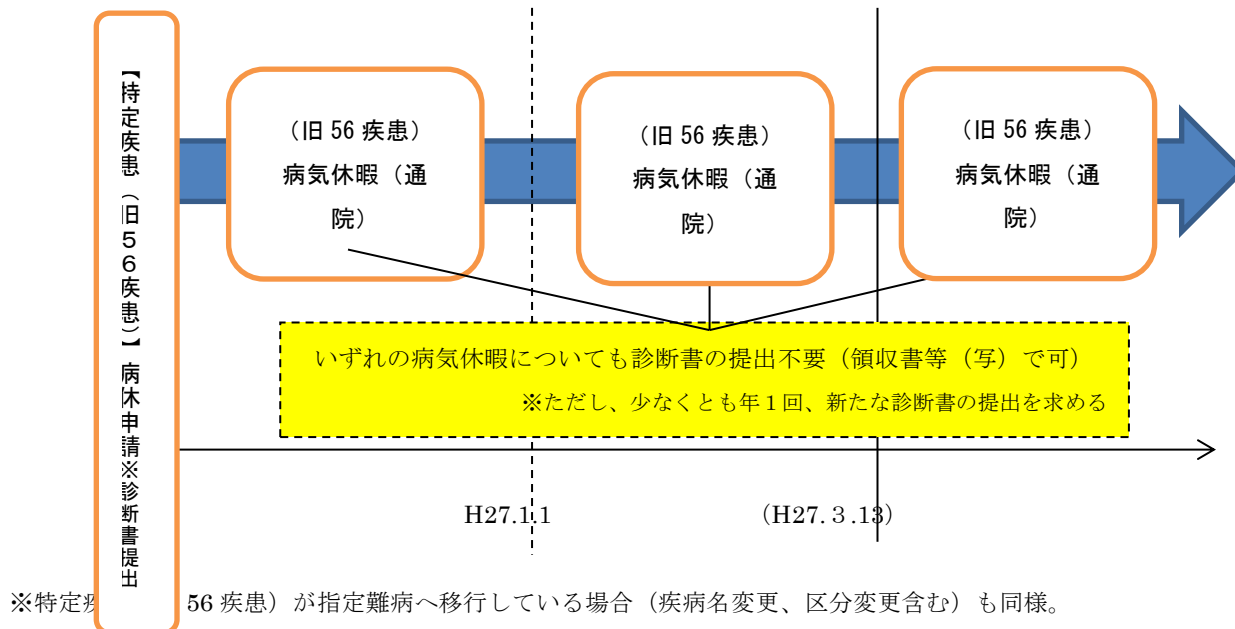 【特定疾患（旧５６疾患）】病休申請※診断書提出
（旧 56 疾患）
病気休暇（通
院）
（旧 56 疾患）
病気休暇（通
院）
（旧 56 疾患）
病気休暇（通
院）
いずれの病気休暇についても診断書の提出不要（領収書等（写）で可）
※ただし、少なくとも年１回、新たな診断書の提出を求める
H27.1.1
（H27.３.13）
※特定疾 56 疾患）が指定難病へ移行している場合（疾病名変更、区分変更含む）も同様。